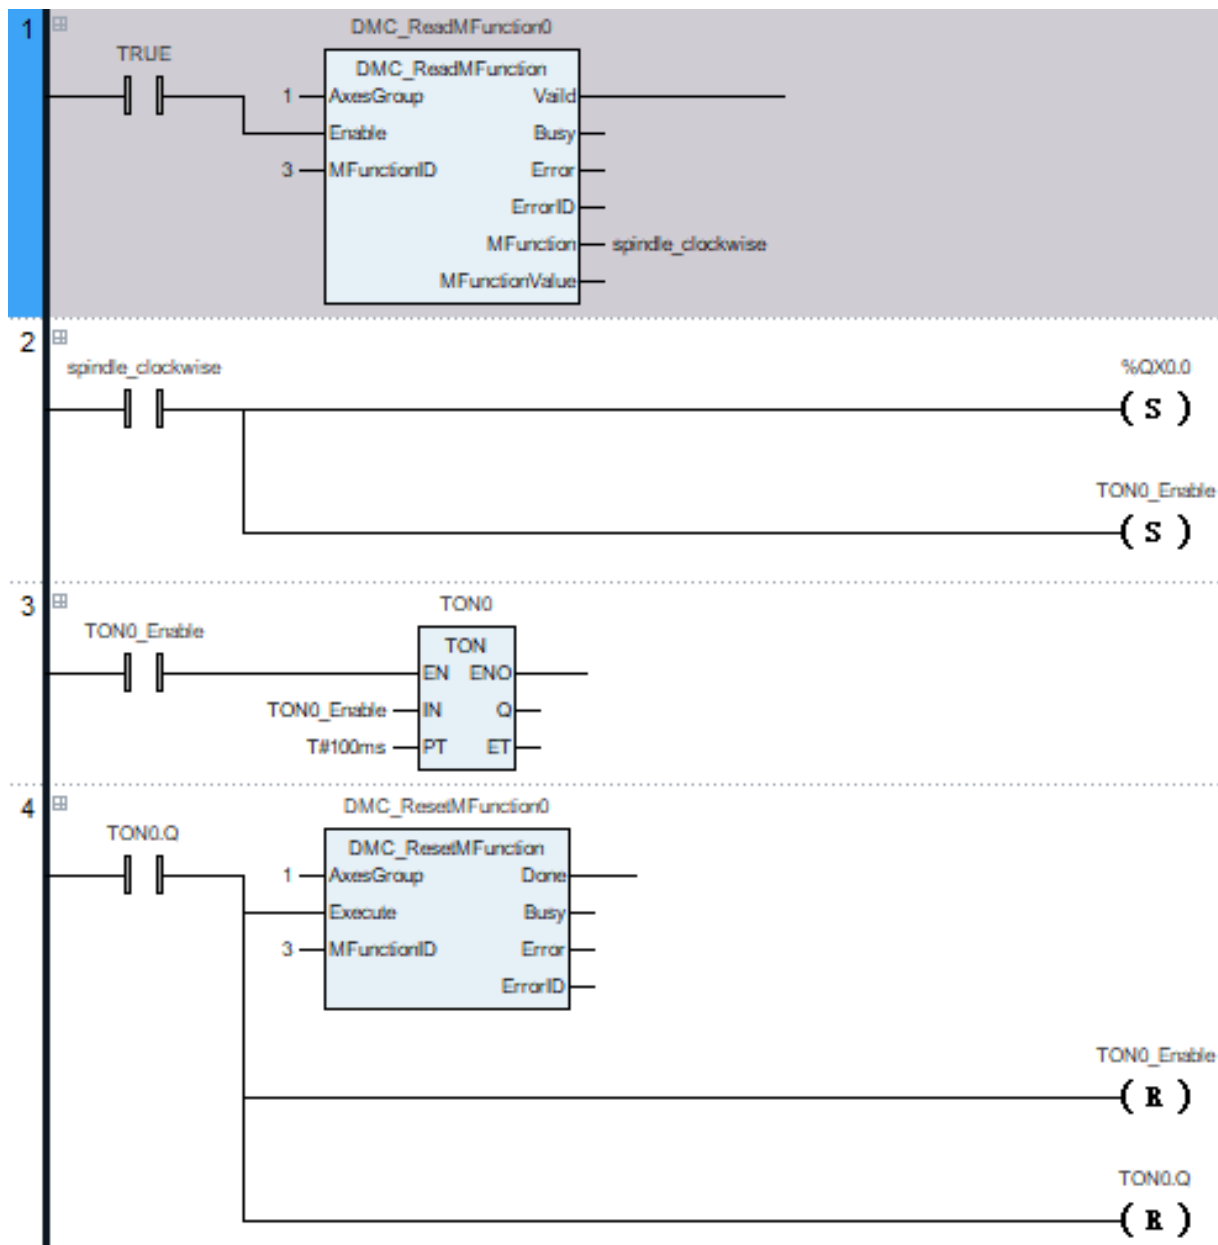 1
DMC_ReadMFunction0
TRUE
DMC_ReadMFunction
1 AxesGroup Vaild
Enable Busy
3 MFunctionID Error
ErrorID
MFunction spindle_clockwise
MFunctionValue
2
spindle_clockwise %QX0.0
( S )
TON0_Enable
( S )
3
TON0
TON0_Enable
TON
EN ENO
TON0_Enable IN Q
T#100ms PT ET
4
DMC_ResetMFunction0
TON0.Q
DMC_ResetMFunction
1 AxesGroup Done
Execute Busy
3 MFunctionID Error
ErrorID
TON0_Enable
( R )
TON0.Q
( R )